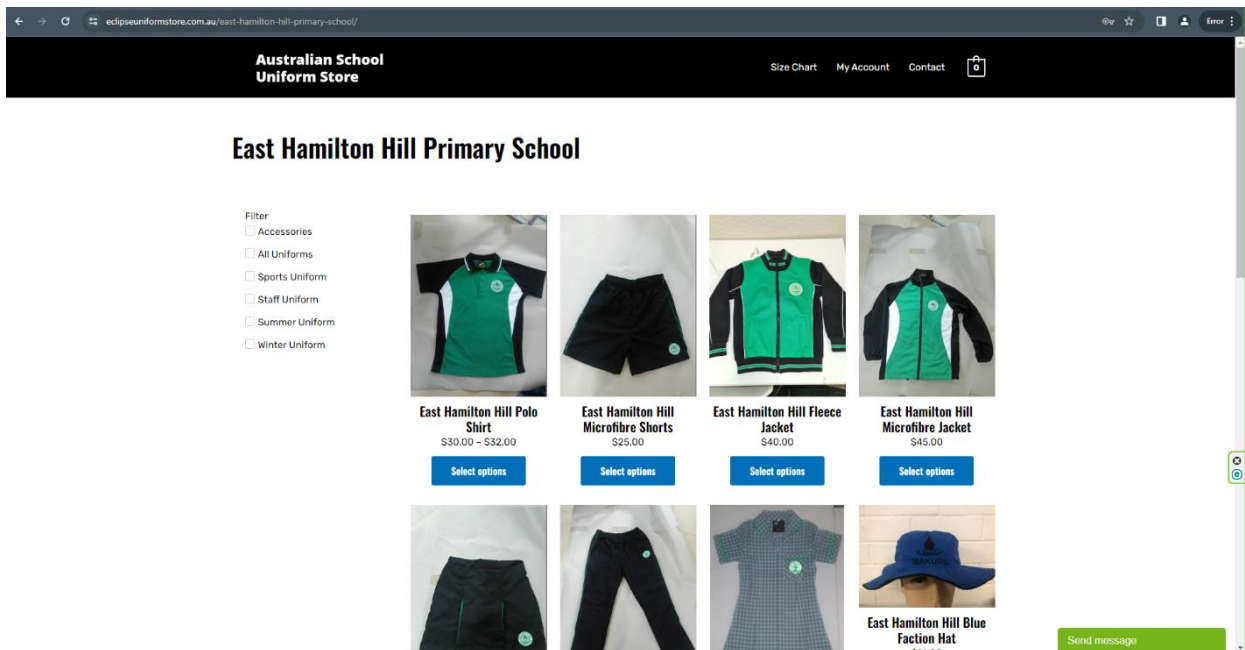 eclipseuniformstore.com.au/east-hamilton-hill-primary-school/
Error
Australian School
Uniform Store
Size Chart
My Account
Contact
0
East Hamilton Hill Primary School
Filter
Accessories
All Uniforms
Sports Uniform
Staff Uniform
Summer Uniform
Winter Uniform
East Hamilton Hill Polo
Shirt
$30.00 – $32.00
Select options
East Hamilton Hill
Microfibre Shorts
$25.00
Select options
East Hamilton Hill Fleece
Jacket
$40.00
Select options
East Hamilton Hill
Microfibre Jacket
$45.00
Select options
MAKURU
East Hamilton Hill Blue
Faction Hat
Send message